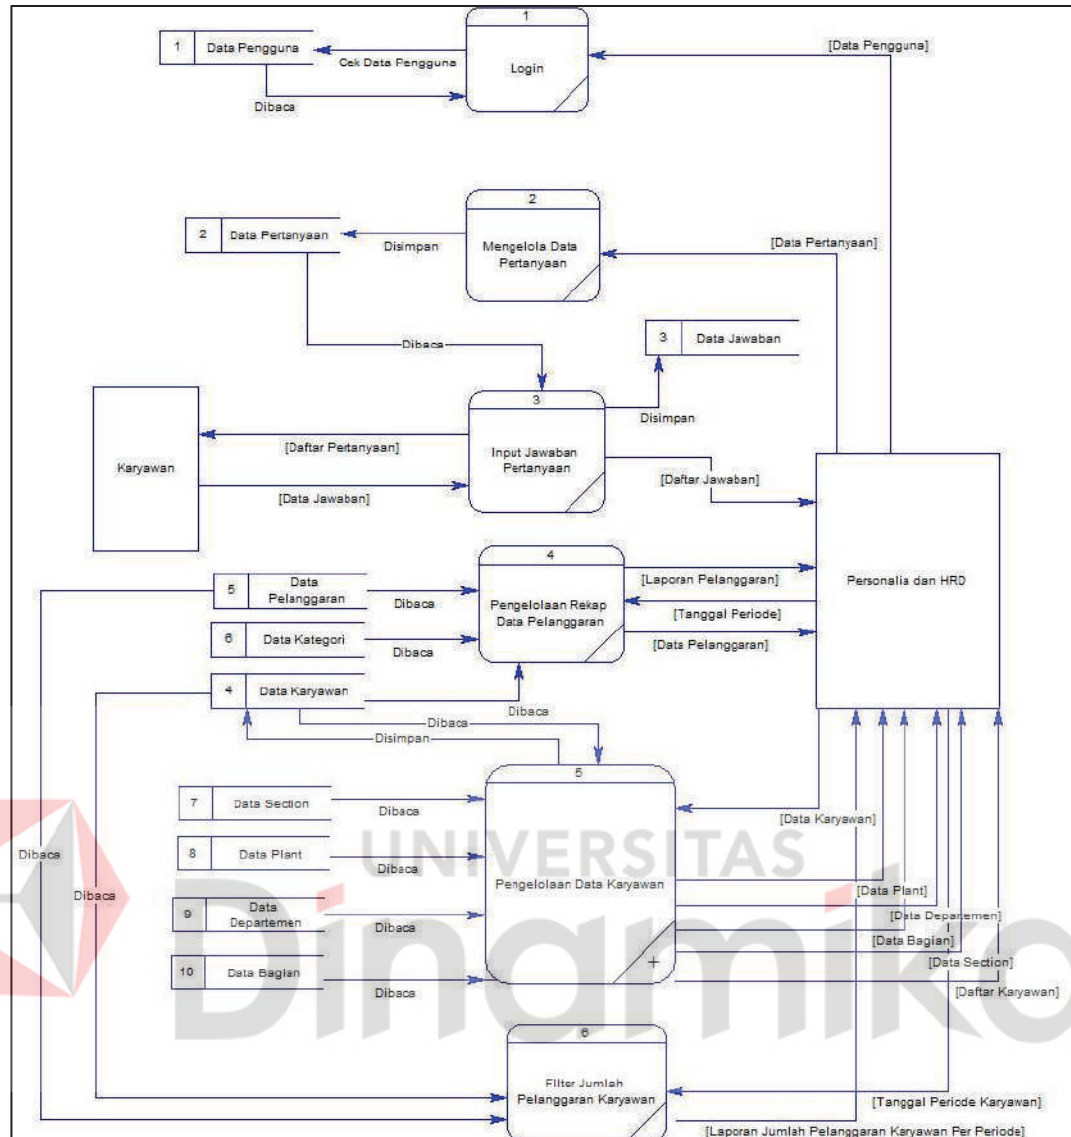 1
1
Data Pengguna
[Data Pengguna]
Cek Data Pengguna
Login
Dibaca
2
2
Data Pertanyaan
Disimpan
Mengelola Data
Pertanyaan
[Data Pertanyaan]
3
Data Jawaban
Dibaca
3
Disimpan
[Daftar Pertanyaan]
Input Jawaban
Pertanyaan
Karyawan
[Daftar Jawaban]
[Data Jawaban]
4
5
Data
Pelanggaran
Dibaca
[Laporan Pelanggaran]
Personalia dan HRD
Pengelolaan Rekap
Data Pelanggaran
[Tanggal Periode]
6
Data Kategori
Dibaca
[Data Pelanggaran]
4
Data Karyawan
Dibaca
Dibaca
Disimpan
5
7
Data Section
Dibaca
[Data Karyawan]
UNIVERSITAS
Dibaca
8
Data Plant
Dibaca
Pengelolaan Data Karyawan
[Data Plant]
Dibaca
Dinamika
9
Data
Departemen
Dibaca
[Data Departemen]
[Data Bagian]
[Data Section]
10
Data Bagian
Dibaca
[Daftar Karyawan]
6
Filter Jumlah
Pelanggaran Karyawan
[Tanggal Periode Karyawan]
[Laporan Jumlah Pelanggaran Karyawan Per Periode]